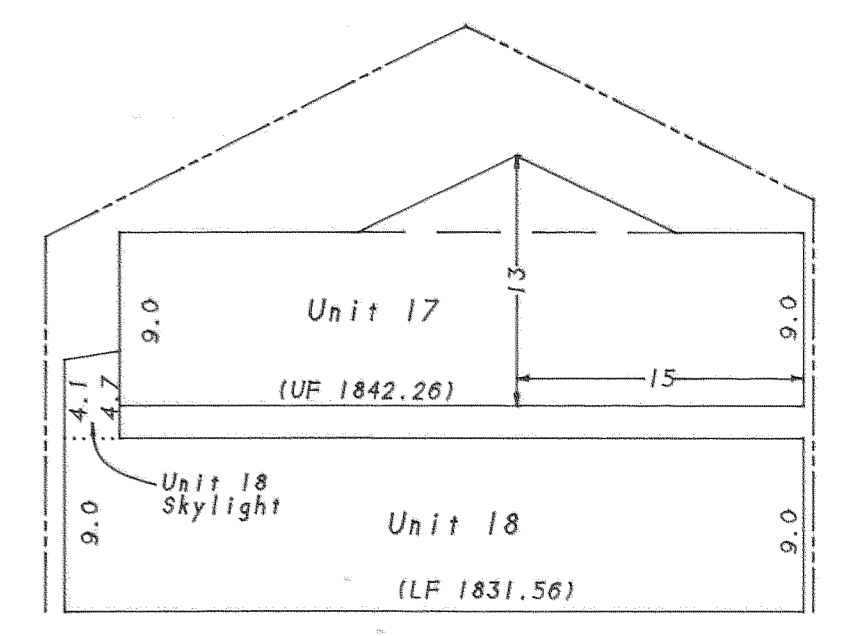 13
9.0
Unit 17
9.0
15
(UF 1842.26)
4.1
4.7
Unit 18
Skylight
9.0
Unit 18
9.0
(LF 1831.56)